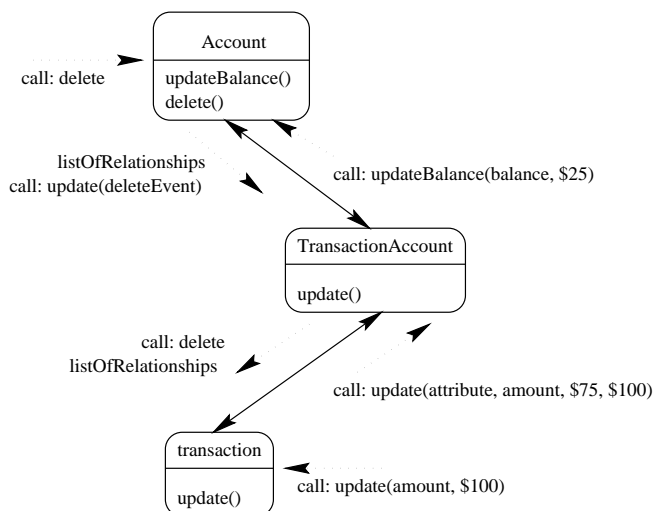 Account
call: delete
updateBalance()
delete()
listOfRelationships
call: update(deleteEvent)
call: updateBalance(balance, $25)
TransactionAccount
update()
call: delete
listOfRelationships
call: update(attribute, amount, $75, $100)
transaction
update()
call: update(amount, $100)